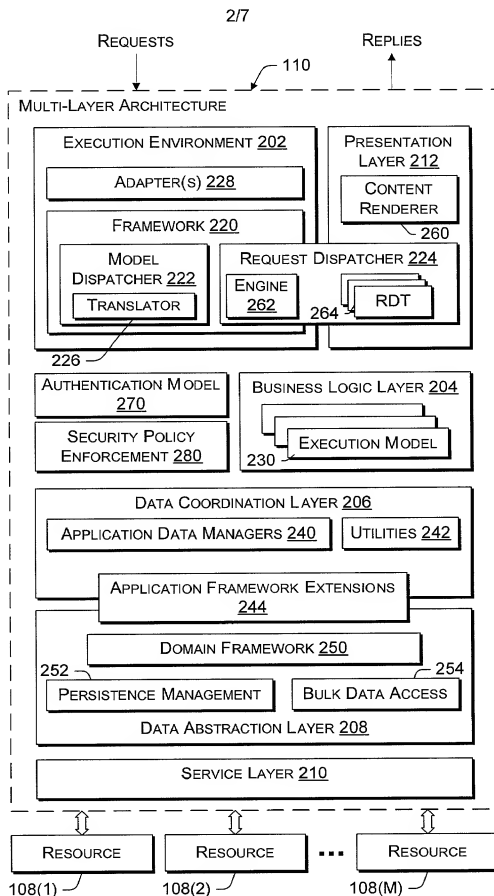 2/7
REQUESTS
REPLIES
110
MULTI-LAYER ARCHITECTURE
EXECUTION ENVIRONMENT 202
ADAPTER(S) 228
FRAMEWORK 220
MODEL
DISPATCHER 222
TRANSLATOR
226
PRESENTATION
LAYER 212
CONTENT
RENDERER
260
REQUEST DISPATCHER 224
ENGINE
262
264
RDT
AUTHENTICATION MODEL
270
SECURITY POLICY
ENFORCEMENT 280
BUSINESS LOGIC LAYER 204
EXECUTION MODEL
230
DATA COORDINATION LAYER 206
APPLICATION DATA MANAGERS 240
UTILITIES 242
APPLICATION FRAMEWORK EXTENSIONS
244
DOMAIN FRAMEWORK 250
252
254
PERSISTENCE MANAGEMENT
BULK DATA ACCESS
DATA ABSTRACTION LAYER 208
SERVICE LAYER 210
RESOURCE
RESOURCE
RESOURCE
108(1)
108(2)
108(M)